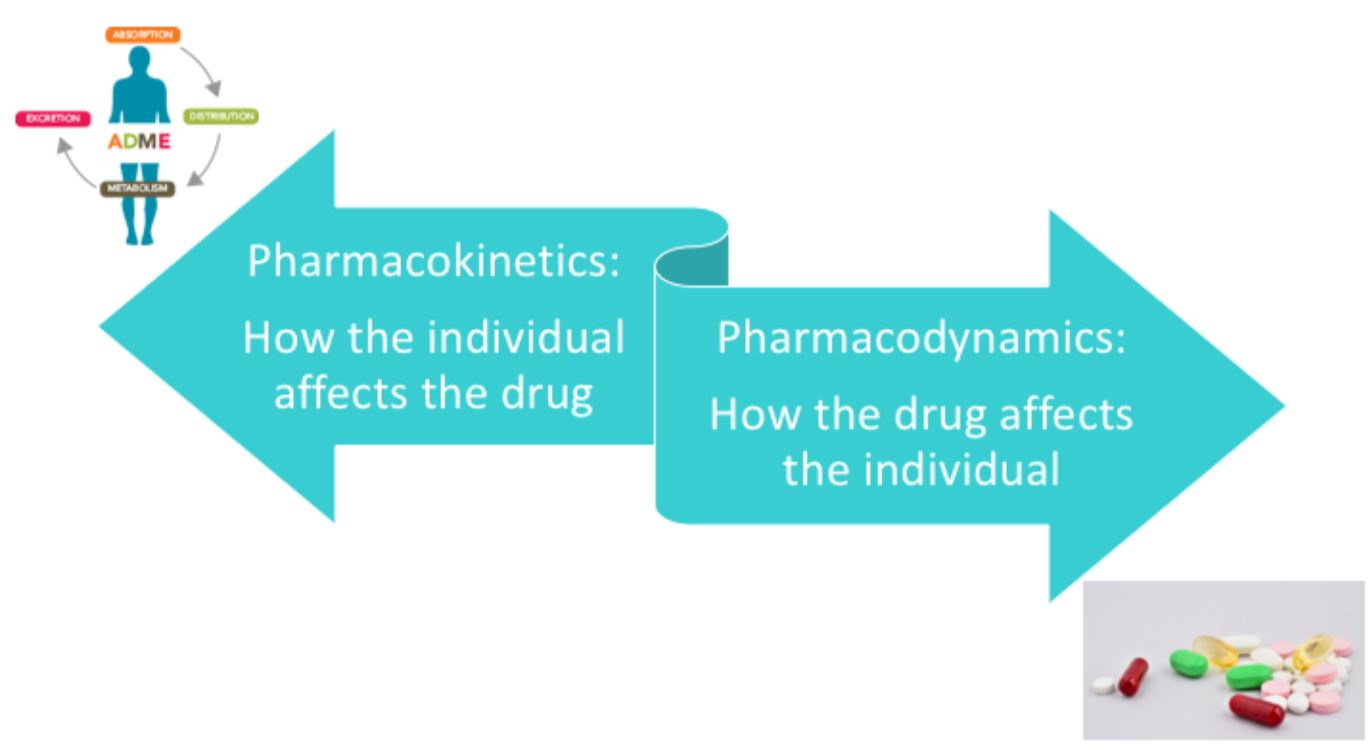 ABSORPTION
EXCRETION
DISTRIBUTION
ADME
METABOLISM
Pharmacokinetics:
How the individual
affects the drug
Pharmacodynamics:
How the drug affects
the individual